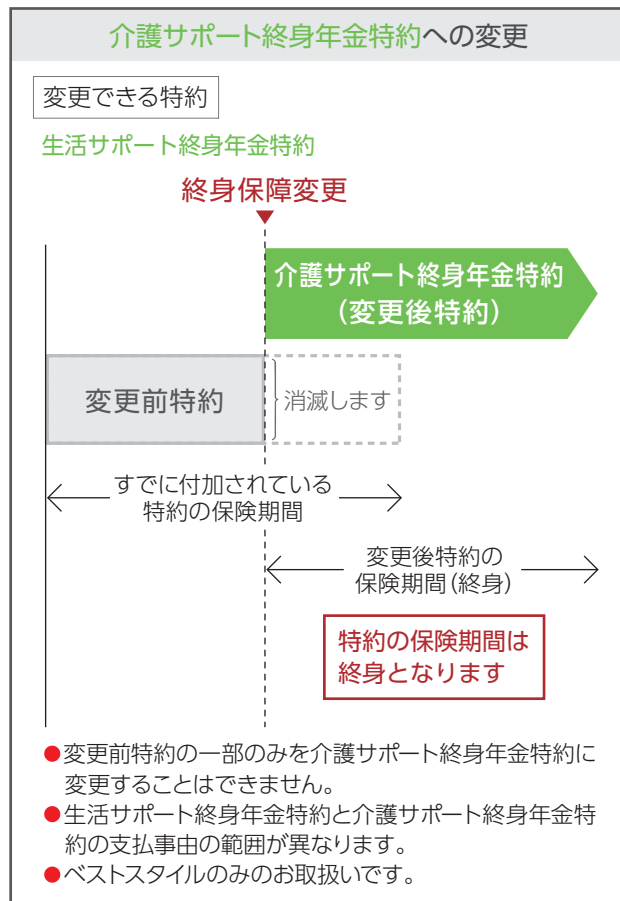 介護サポート終身年金特約への変更
変更できる特約
生活サポート終身年金特約
終身保障変更
介護サポート終身年金特約
(変更後特約)
変更前特約
消滅します
すでに付加されている
特約の保険期間
変更後特約の
保険期間(終身)
特約の保険期間は
終身となります
●変更前特約の一部のみを介護サポート終身年金特約に
変更することはできません。
●生活サポート終身年金特約と介護サポート終身年金特
約の支払事由の範囲が異なります。
●ベストスタイルのみのお取扱いです。